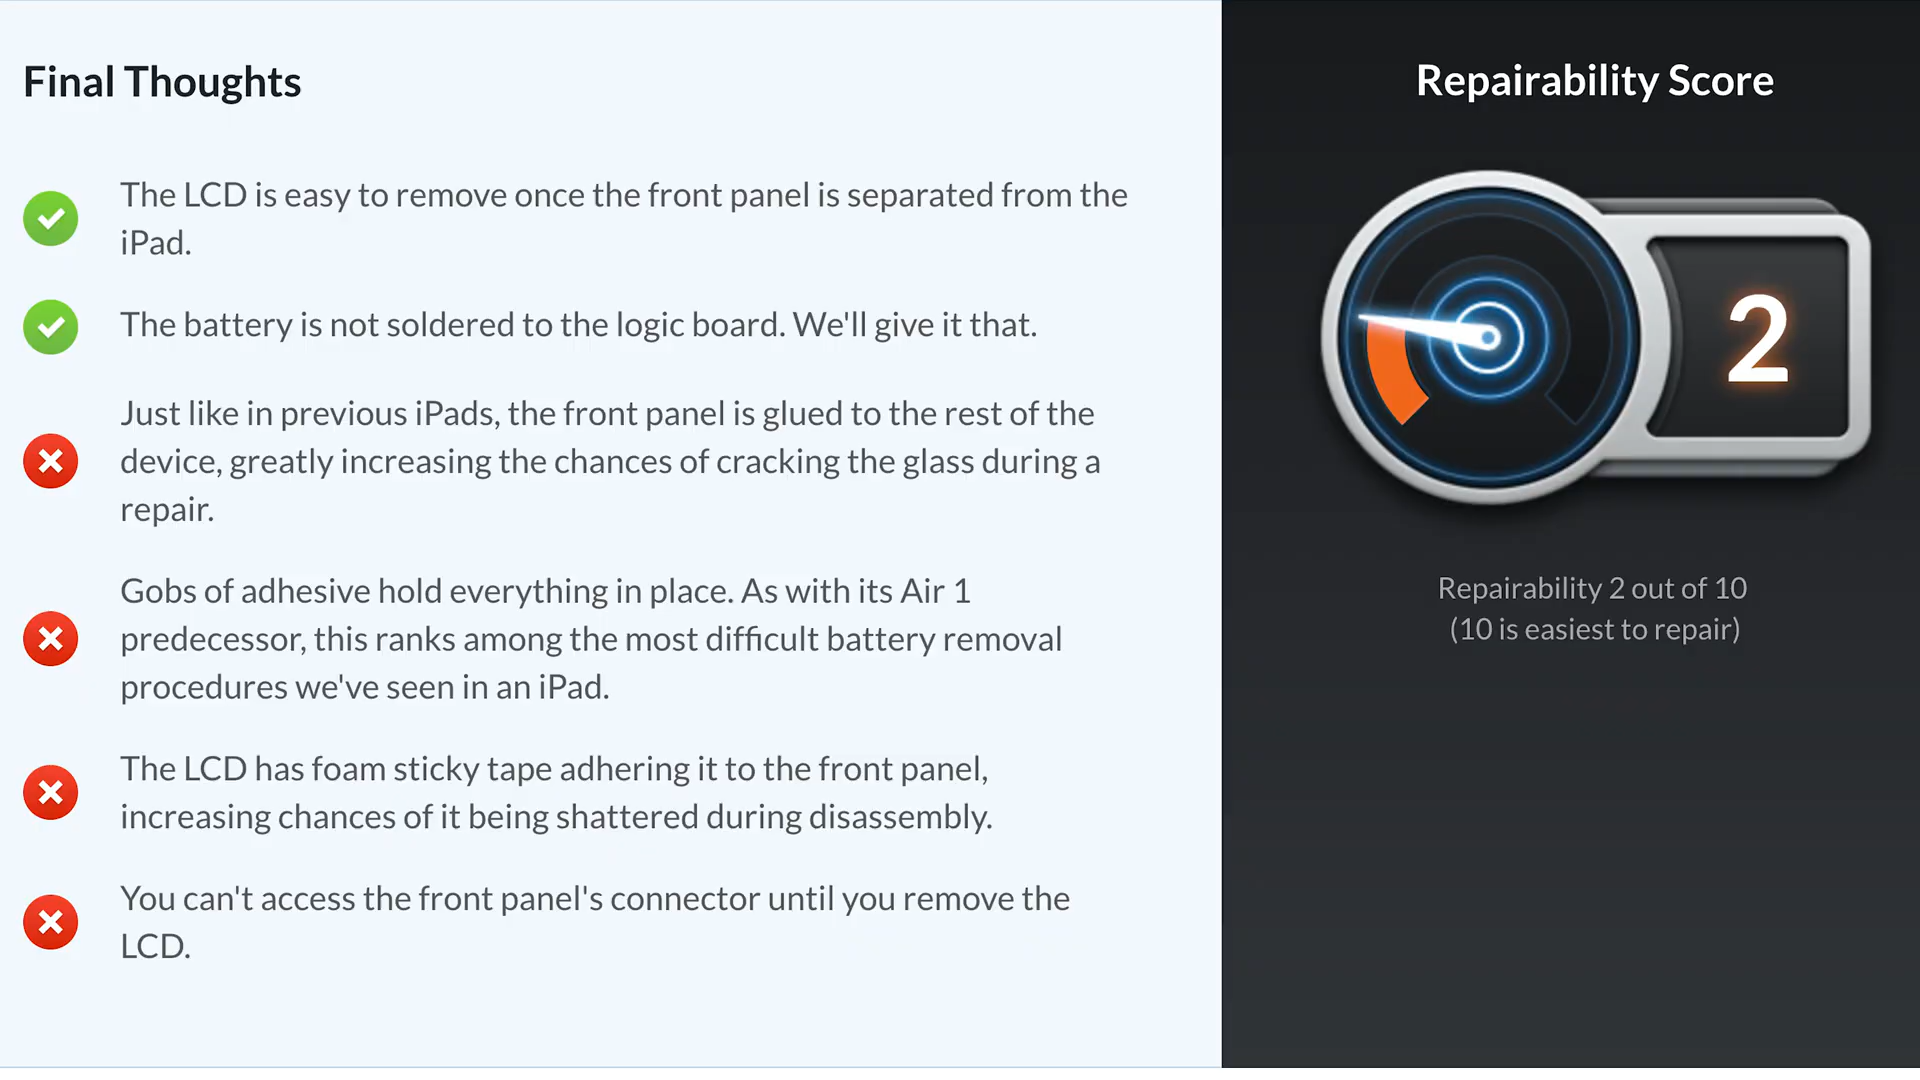 Final Thoughts
The LCD is easy to remove once the front panel is separated from the
iPad.
The battery is not soldered to the logic board. We'll give it that.
Just like in previous iPads, the front panel is glued to the rest of the
device, greatly increasing the chances of cracking the glass during a
repair.
Gobs of adhesive hold everything in place. As with its Air 1
predecessor, this ranks among the most difficult battery removal
procedures we've seen in an iPad.
The LCD has foam sticky tape adhering it to the front panel,
increasing chances of it being shattered during disassembly.
You can't access the front panel's connector until you remove the
LCD.
Repairability Score
2
Repairability 2 out of 10
(10 is easiest to repair)